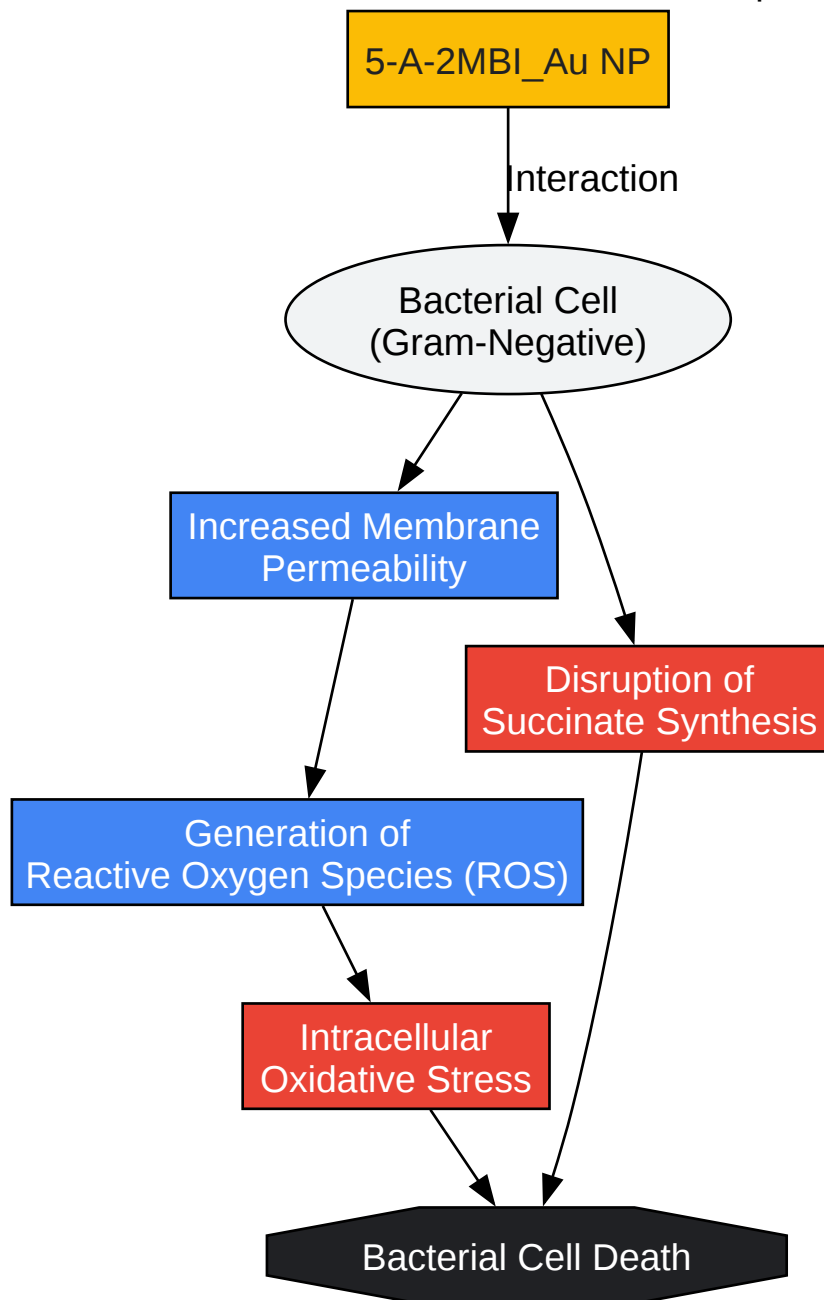 5-A-2MBI_Au NP
Interaction
Bacterial Cell
(Gram-Negative)
Increased Membrane
Permeability
Disruption of
Succinate Synthesis
Generation of
Reactive Oxygen Species (ROS)
Intracellular
Oxidative Stress
Bacterial Cell Death